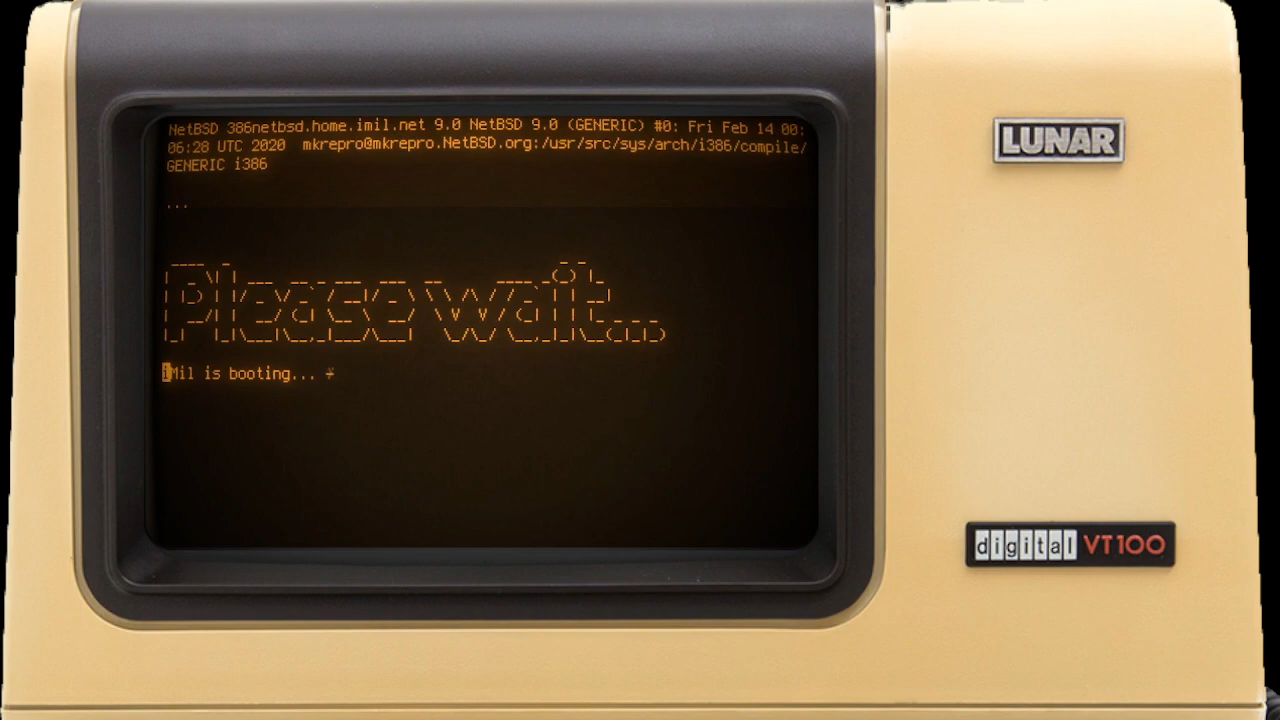 NetBSD 386netbsd.home.imil.net 9.0 NetBSD 9.0 (GENERIC) #0: Fri Feb 14 00:
06:28 UTC 2020  mkrepro@mkrepro.NetBSD.org:/usr/src/sys/arch/i386/compile/
GENERIC i386
...
Please wait...
iMil is booting...
LUNAR
digital VT100